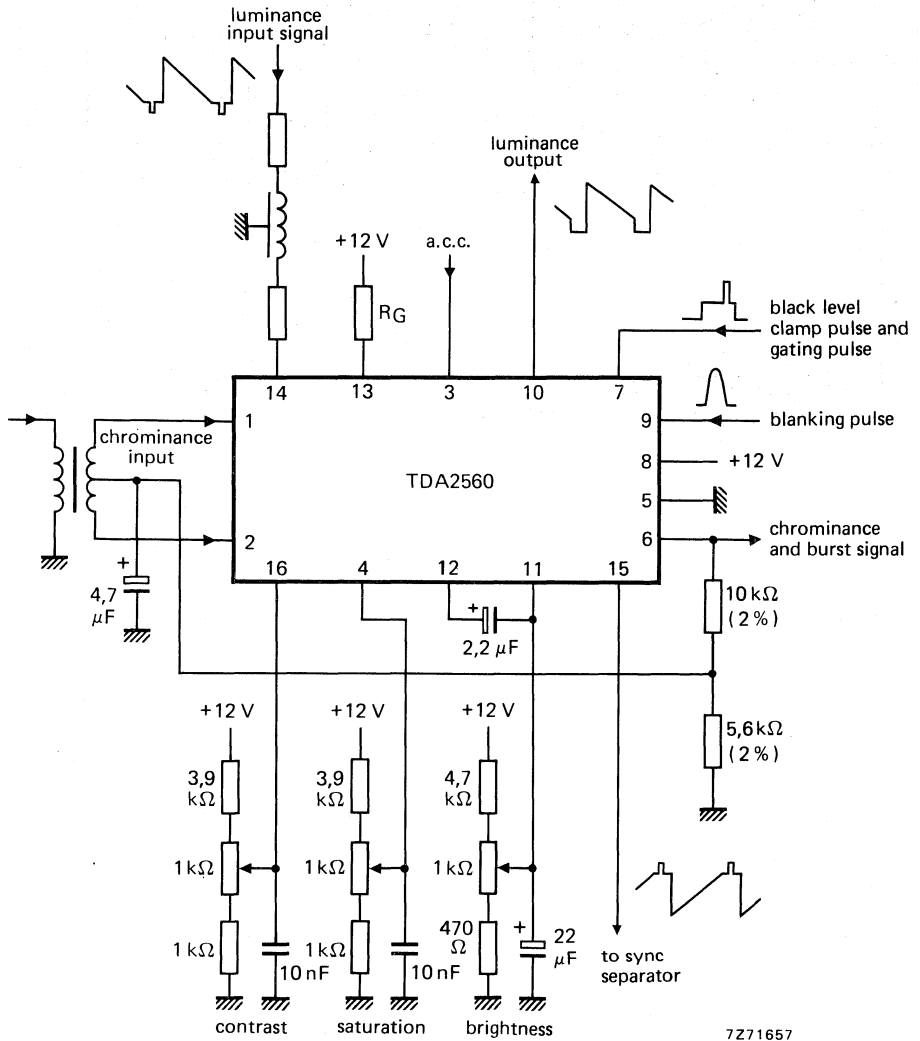 luminance
input signal
luminance
output
+12 V
a.c.c.
RG
black level
clamp pulse and
gating pulse
14
13
3
10
7
1
9
blanking pulse
chrominance
input
8
+12 V
TDA2560
5
2
6
chrominance
and burst signal
16
4
12
11
15
+
4,7
μF
+
2,2 μF
10 kΩ
(2%)
+12 V
+12 V
+12 V
5,6 kΩ
(2%)
3,9
kΩ
3,9
kΩ
4,7
kΩ
1 kΩ
1 kΩ
1 kΩ
1 kΩ
10 nF
1 kΩ
10 nF
470
Ω
+
22
μF
to sync
separator
contrast
saturation
brightness
7Z71657